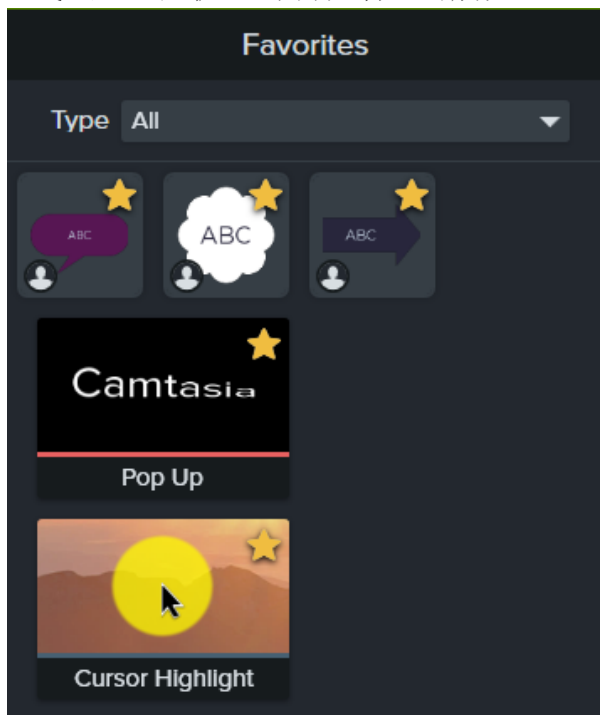 Favorites
Type All
ABC ABC ABC
Camtasia
Pop Up
Cursor Highlight